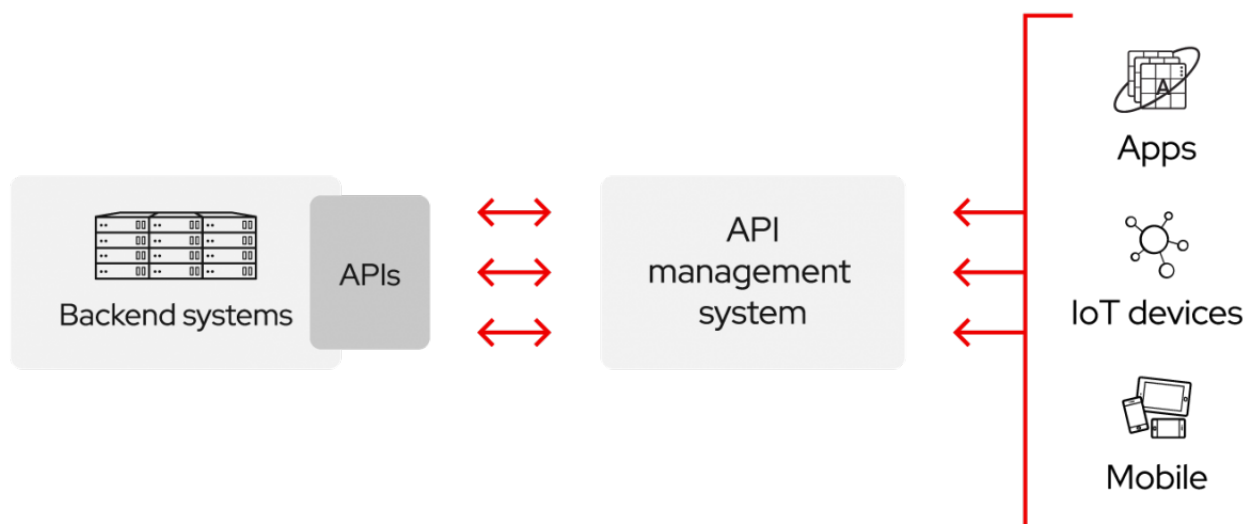 Backend systems
APIs
API
management
system
A
Apps
IoT devices
Mobile